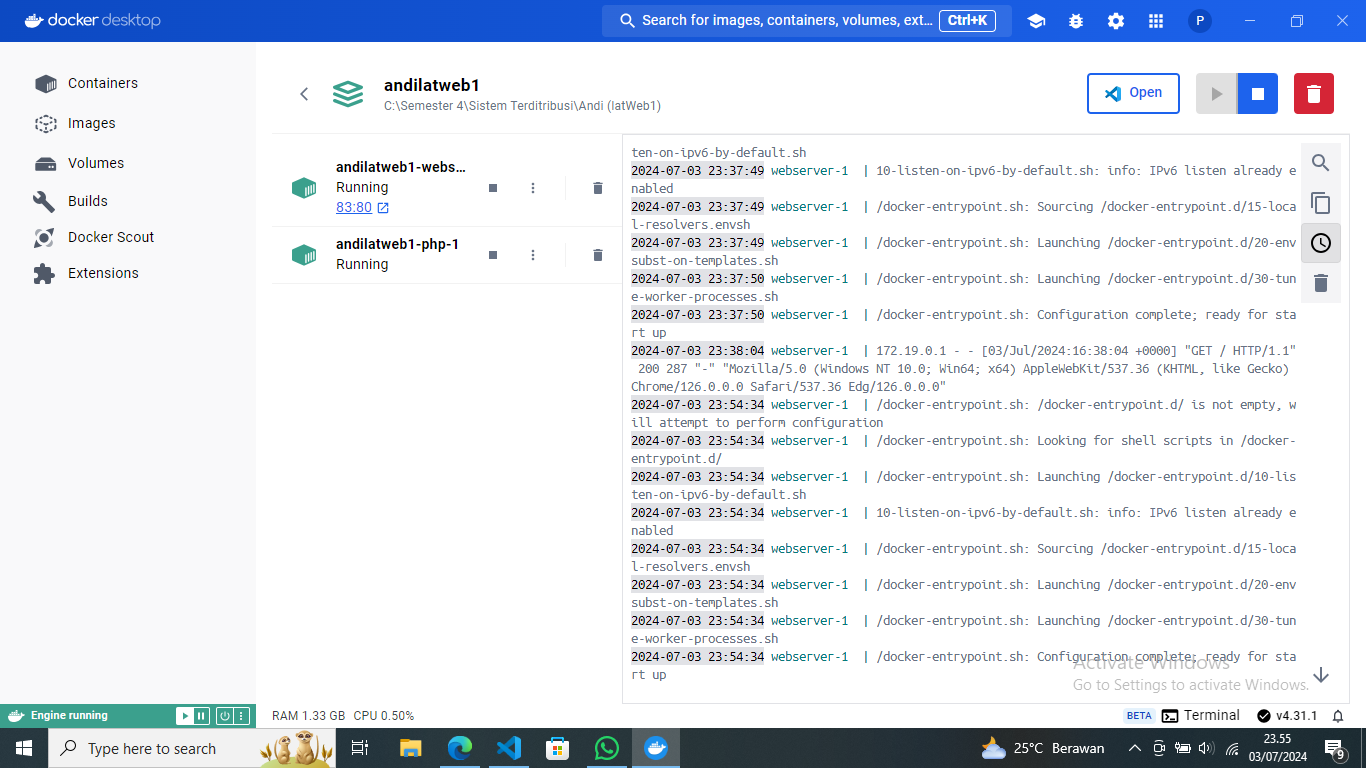 docker desktop
Search for images, containers, volumes, ext... Ctrl+K
P
Containers
Images
Volumes
Builds
Docker Scout
Extensions
andilatweb1
C:\Semester 4\Sistem Terditribusi\Andi (latWeb1)
Open
andilatweb1-webs...
Running
83:80
andilatweb1-php-1
Running
ten-on-ipv6-by-default.sh
2024-07-03 23:37:49 webserver-1 | 10-listen-on-ipv6-by-default.sh: info: IPv6 listen already e
nabled
2024-07-03 23:37:49 webserver-1 | /docker-entrypoint.sh: Sourcing /docker-entrypoint.d/15-loca
l-resolvers.envsh
2024-07-03 23:37:49 webserver-1 | /docker-entrypoint.sh: Launching /docker-entrypoint.d/20-env
subst-on-templates.sh
2024-07-03 23:37:50 webserver-1 | /docker-entrypoint.sh: Launching /docker-entrypoint.d/30-tun
e-worker-processes.sh
2024-07-03 23:37:50 webserver-1 | /docker-entrypoint.sh: Configuration complete; ready for sta
rt up
2024-07-03 23:38:04 webserver-1 | 172.19.0.1 - - [03/Jul/2024:16:38:04 +0000] "GET / HTTP/1.1"
200 287 "-" "Mozilla/5.0 (Windows NT 10.0; Win64; x64) AppleWebKit/537.36 (KHTML, like Gecko)
Chrome/126.0.0.0 Safari/537.36 Edg/126.0.0.0"
2024-07-03 23:54:34 webserver-1 | /docker-entrypoint.sh: /docker-entrypoint.d/ is not empty, w
ill attempt to perform configuration
2024-07-03 23:54:34 webserver-1 | /docker-entrypoint.sh: Looking for shell scripts in /docker-
entrypoint.d/
2024-07-03 23:54:34 webserver-1 | /docker-entrypoint.sh: Launching /docker-entrypoint.d/10-lis
ten-on-ipv6-by-default.sh
2024-07-03 23:54:34 webserver-1 | 10-listen-on-ipv6-by-default.sh: info: IPv6 listen already e
nabled
2024-07-03 23:54:34 webserver-1 | /docker-entrypoint.sh: Sourcing /docker-entrypoint.d/15-loca
l-resolvers.envsh
2024-07-03 23:54:34 webserver-1 | /docker-entrypoint.sh: Launching /docker-entrypoint.d/20-env
subst-on-templates.sh
2024-07-03 23:54:34 webserver-1 | /docker-entrypoint.sh: Launching /docker-entrypoint.d/30-tun
e-worker-processes.sh
2024-07-03 23:54:34 webserver-1 | /docker-entrypoint.sh: Configuration complete; ready for sta
rt up
Activate Windows
Go to Settings to activate Windows.
Engine running
RAM 1.33 GB CPU 0.50%
BETA Terminal v4.31.1
Type here to search
25°C Berawan
23.55
03/07/2024
9